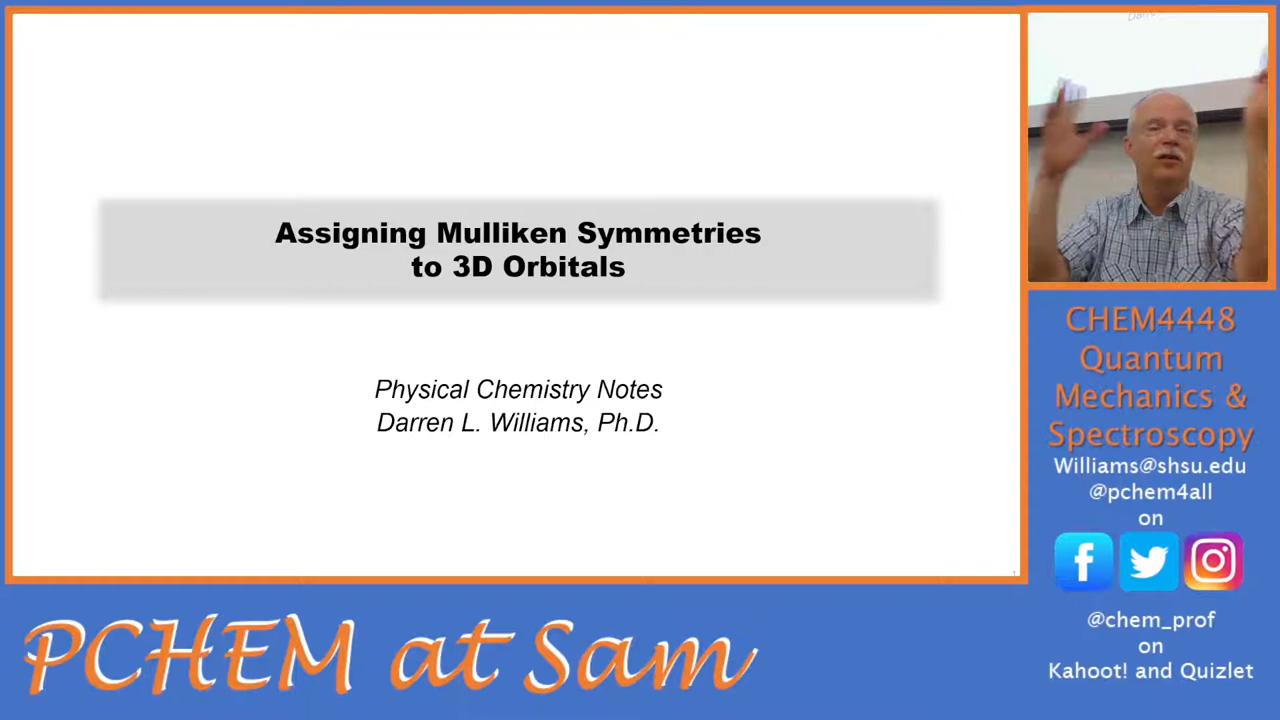 Assigning Mulliken Symmetries
to 3D Orbitals
Physical Chemistry Notes
Darren L. Williams, Ph.D.
1
CHEM4448
Quantum
Mechanics &
Spectroscopy
Williams@shsu.edu
@pchem4all
on
@chem_prof
on
Kahoot! and Quizlet
PCHEM at Sam